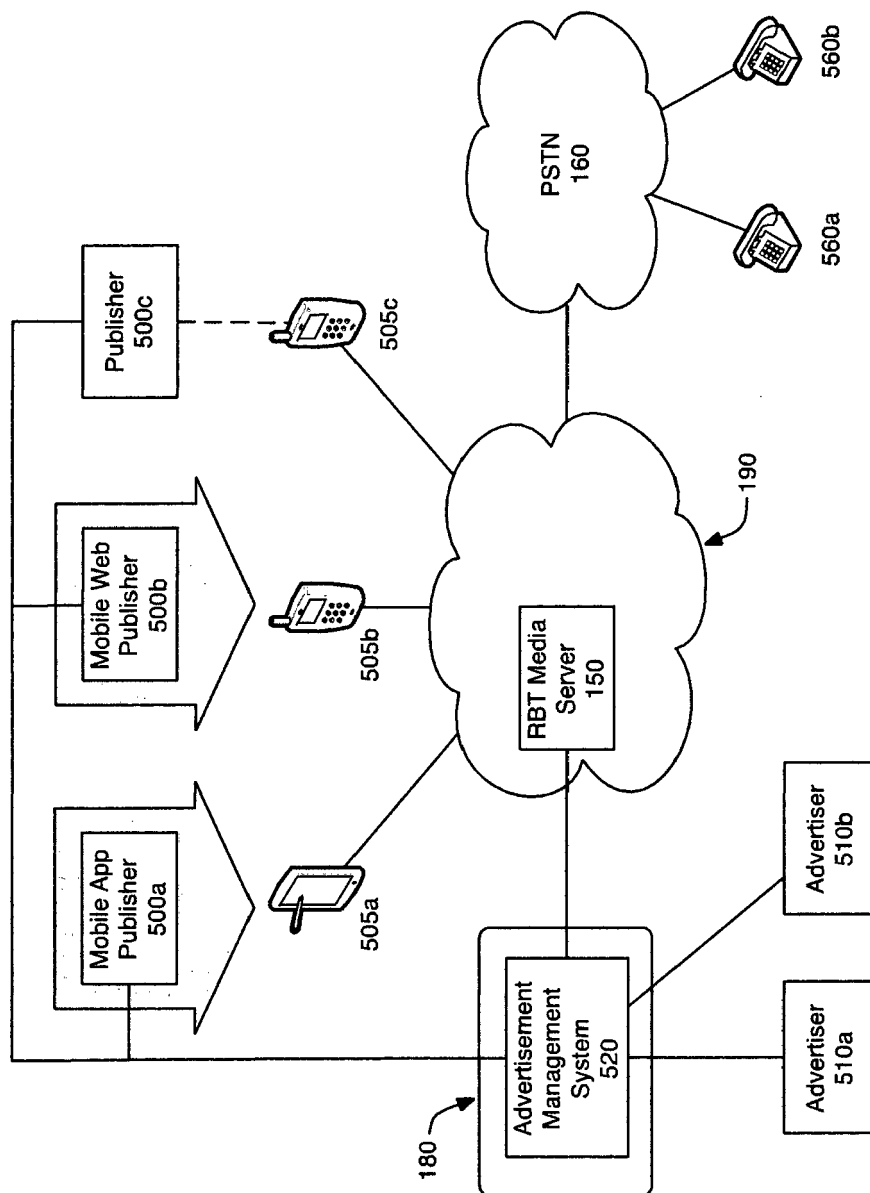 Mobile App
Publisher
500a
Mobile Web
Publisher
500b
Publisher
500c
505a
505b
505c
180
Advertisement
Management
System
520
RBT Media
Server
150
190
PSTN
160
Advertiser
510a
Advertiser
510b
560a
560b